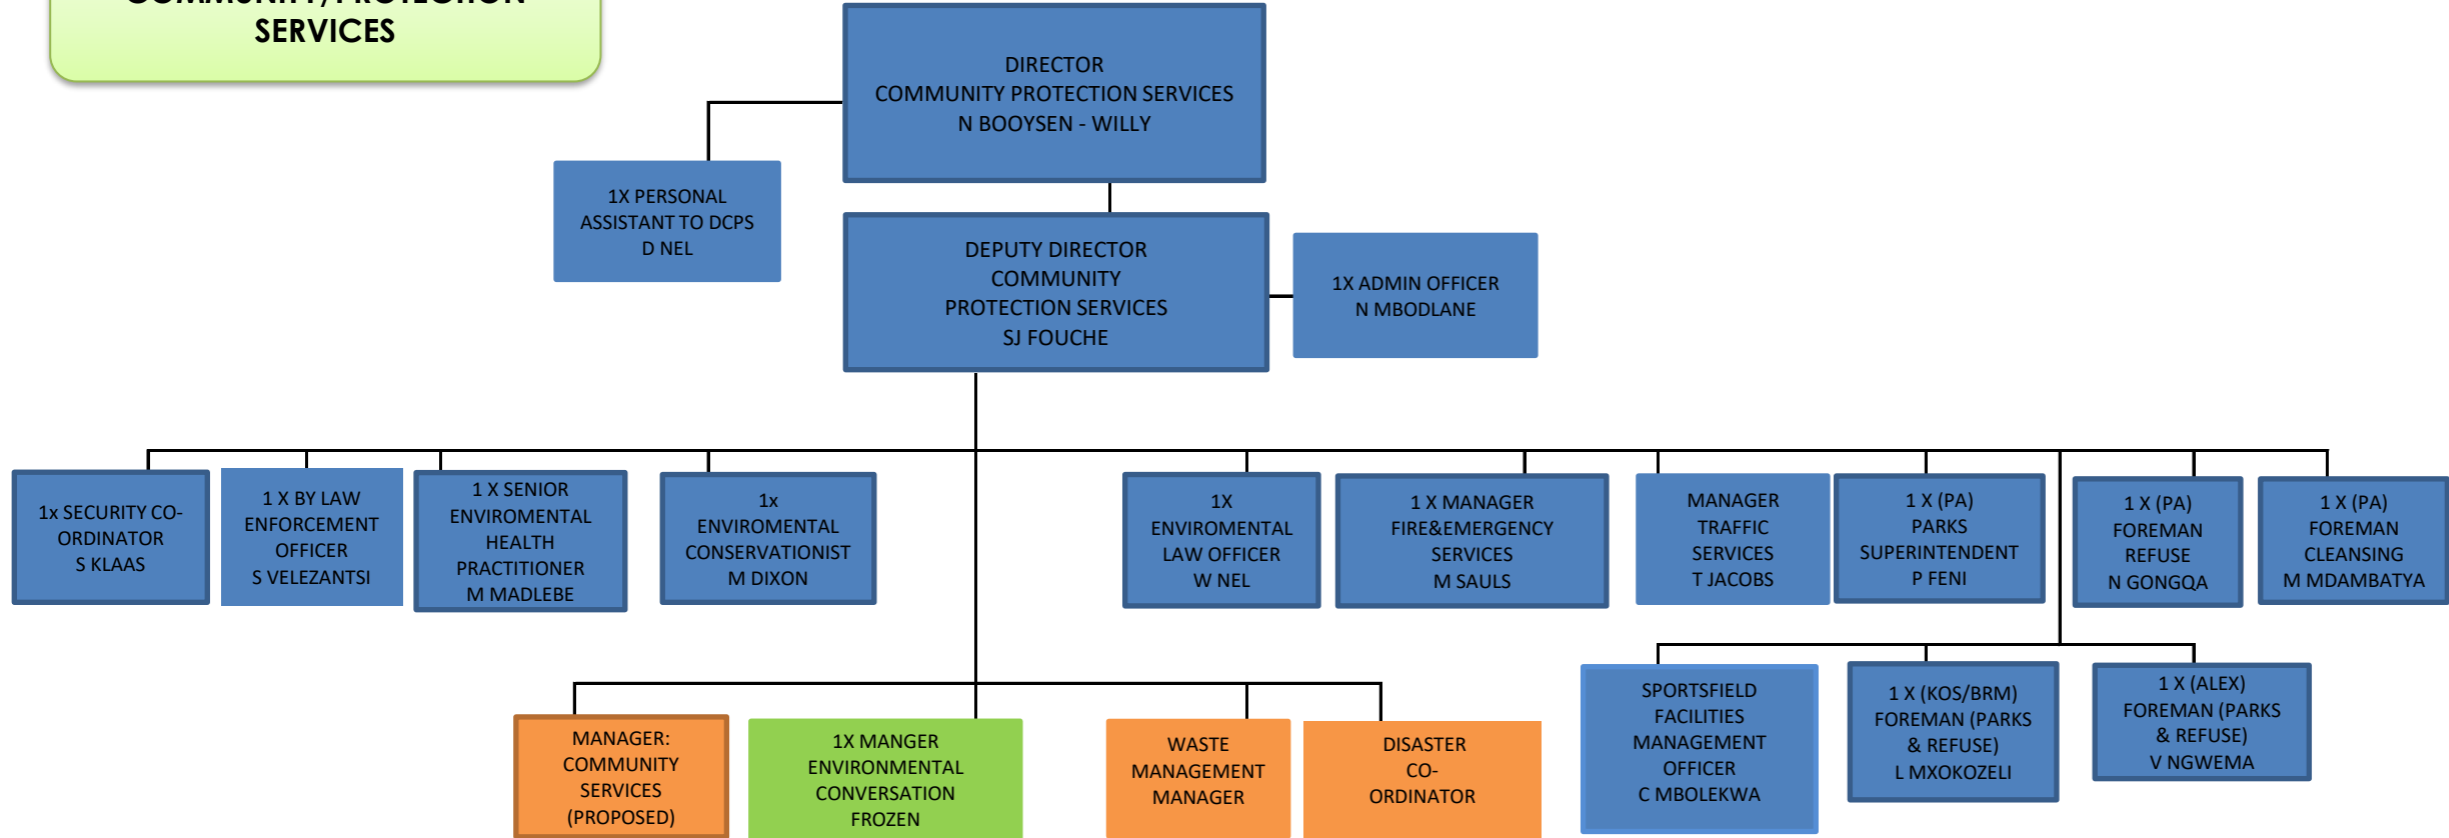 COMMUNITY/PROTECTION
SERVICES
DIRECTOR
COMMUNITY PROTECTION SERVICES
N BOOYSEN - WILLY
1X PERSONAL
ASSISTANT TO DCPS
D NEL
DEPUTY DIRECTOR
COMMUNITY
PROTECTION SERVICES
SJ FOUCHE
1X ADMIN OFFICER
N MBODLANE
1x SECURITY CO-
ORDINATOR
S KLAAS
1 X BY LAW
ENFORCEMENT
OFFICER
S VELEZANTSI
1 X SENIOR
ENVIROMENTAL
HEALTH
PRACTITIONER
M MADLEBE
1x
ENVIROMENTAL
CONSERVATIONIST
M DIXON
1X
ENVIROMENTAL
LAW OFFICER
W NEL
1 X MANAGER
FIRE&EMERGENCY
SERVICES
M SAULS
MANAGER
TRAFFIC
SERVICES
T JACOBS
1 X (PA)
PARKS
SUPERINTENDENT
P FENI
1 X (PA)
FOREMAN
REFUSE
N GONGQA
1 X (PA)
FOREMAN
CLEANSING
M MDAMBATYA
MANAGER:
COMMUNITY
SERVICES
(PROPOSED)
1X MANGER
ENVIRONMENTAL
CONVERSATION
FROZEN
WASTE
MANAGEMENT
MANAGER
DISASTER
CO-
ORDINATOR
SPORTSFIELD
FACILITIES
MANAGEMENT
OFFICER
C MBOLEKWA
1 X (KOS/BRM)
FOREMAN (PARKS
& REFUSE)
L MXOKOZELI
1 X (ALEX)
FOREMAN (PARKS
& REFUSE)
V NGWEMA